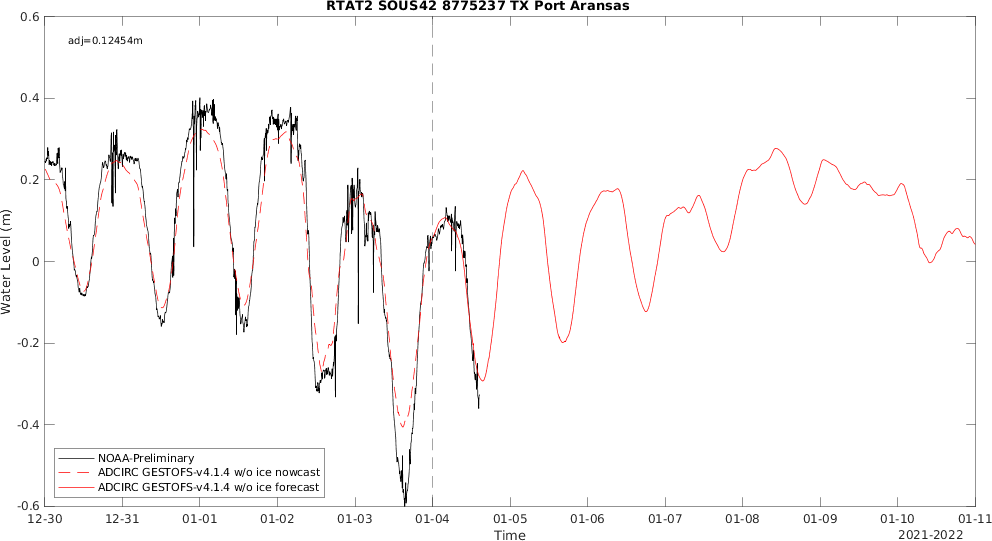 RTAT2 SOUS42 8775237 TX Port Aransas
adj=0.12454m
0.6
0.4
0.2
0
-0.2
-0.4
-0.6
Water Level (m)
NOAA-Preliminary
ADCIRC GESTOFS-v4.1.4 w/o ice nowcast
ADCIRC GESTOFS-v4.1.4 w/o ice forecast
12-30 12-31 01-01 01-02 01-03 01-04 01-05 01-06 01-07 01-08 01-09 01-10 01-11
Time
2021-2022